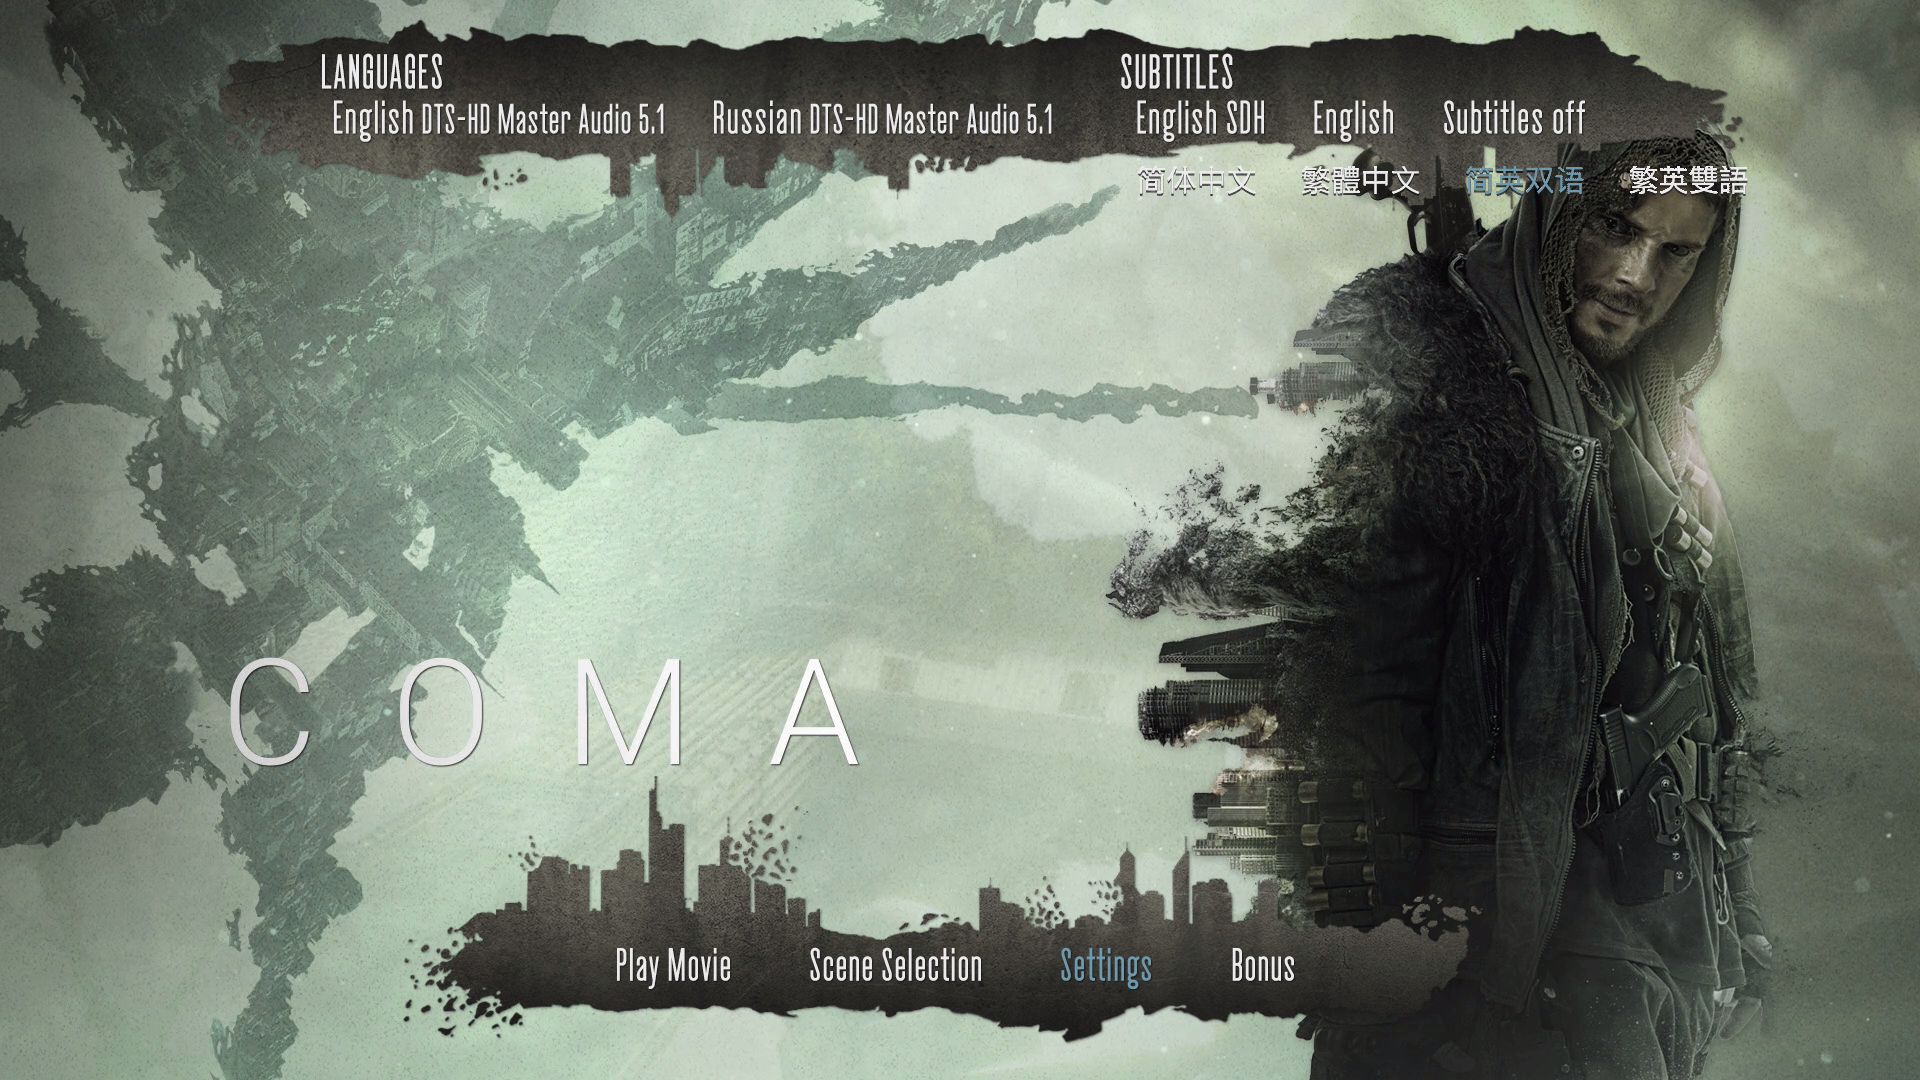 LANGUAGES
English DTS-HD Master Audio 5.1 Russian DTS-HD Master Audio 5.1
SUBTITLES
English SDH English Subtitles off
简体中文 繁體中文 简英双语 繁英雙語
COMA
Play Movie Scene Selection Settings Bonus